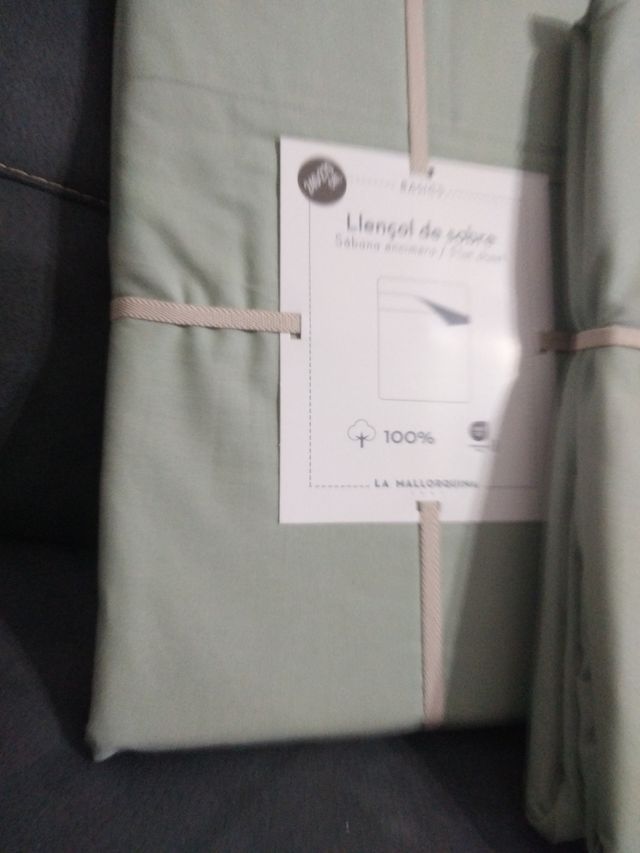 BASICS
Llençol de sobre
Sábana encimera / Flat sheet
100%
LA MALLORQUINA